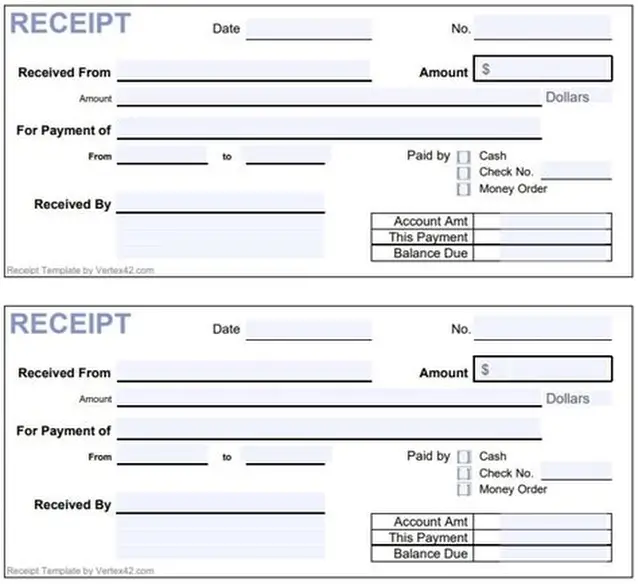 RECEIPT Date No.
Received From Amount $
Amount Dollars
For Payment of
From to Paid by Cash
Check No.
Money Order
Received By
Account Amt
This Payment
Balance Due
Receipt Template by Vertex42.com
RECEIPT Date No.
Received From Amount $
Amount Dollars
For Payment of
From to Paid by Cash
Check No.
Money Order
Received By
Account Amt
This Payment
Balance Due
Receipt Template by Vertex42.com